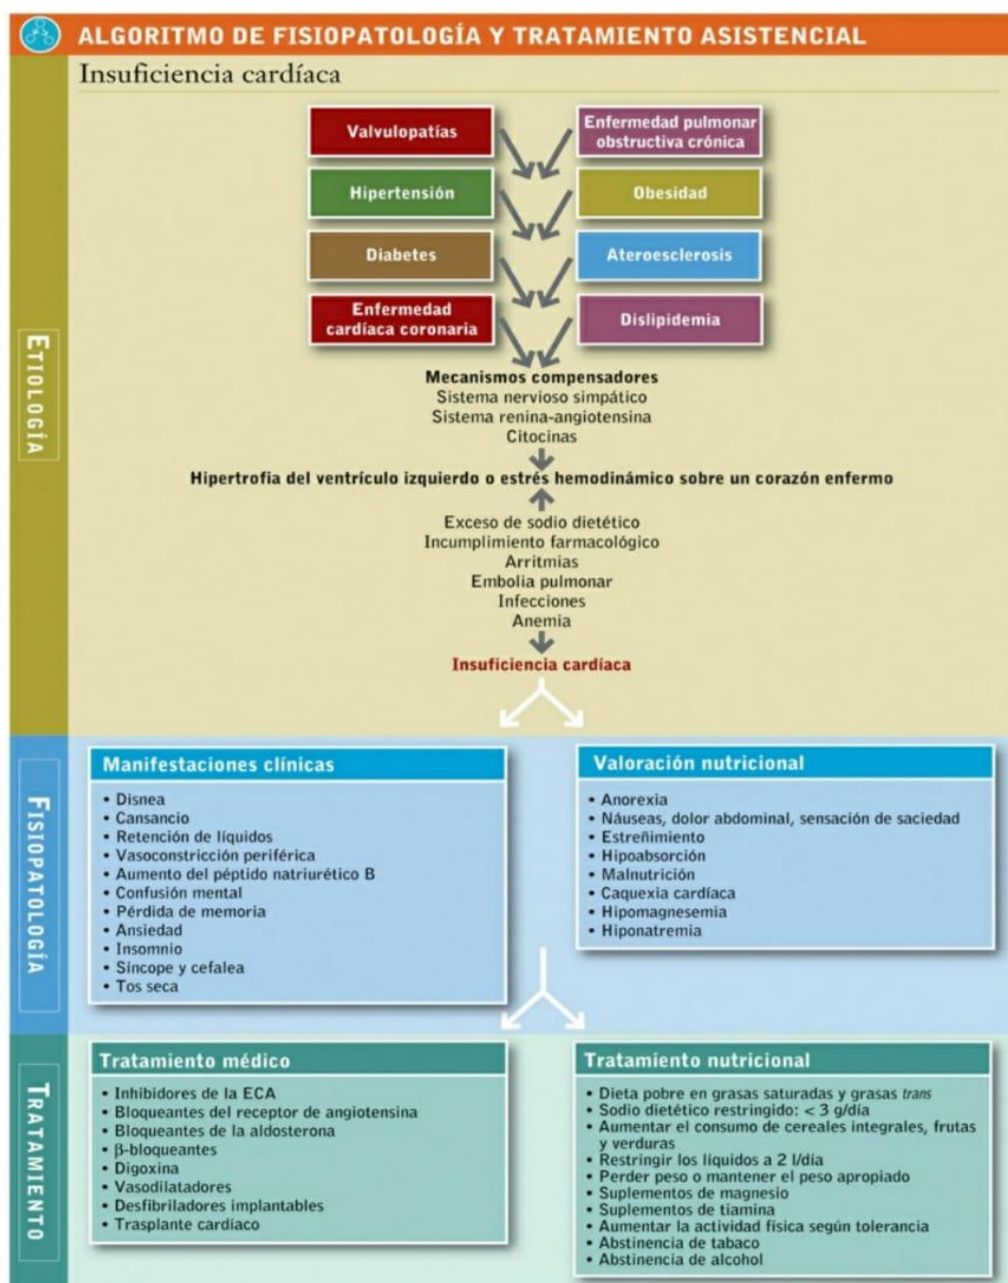 ALGORITMO DE FISIOPATOLOGÍA Y TRATAMIENTO ASISTENCIAL
Insuficiencia cardíaca
ETIOLOGÍA
Valvulopatías
Enfermedad pulmonar
obstructiva crónica
Hipertensión
Obesidad
Diabetes
Ateroesclerosis
Enfermedad
cardíaca coronaria
Dislipidemia
Mecanismos compensadores
Sistema nervioso simpático
Sistema renina-angiotensina
Citocinas
Hipertrofia del ventrículo izquierdo o estrés hemodinámico sobre un corazón enfermo
Exceso de sodio dietético
Incumplimiento farmacológico
Arritmias
Embolia pulmonar
Infecciones
Anemia
Insuficiencia cardíaca
FISIOPATOLOGÍA
Manifestaciones clínicas
• Disnea
• Cansancio
• Retención de líquidos
• Vasoconstricción periférica
• Aumento del péptido natriurético B
• Confusión mental
• Pérdida de memoria
• Ansiedad
• Insomnio
• Síncope y cefalea
• Tos seca
Valoración nutricional
• Anorexia
• Náuseas, dolor abdominal, sensación de saciedad
• Estreñimiento
• Hipoabsorción
• Malnutrición
• Caquexia cardíaca
• Hipomagnesemia
• Hiponatremia
TRATAMIENTO
Tratamiento médico
• Inhibidores de la ECA
• Bloqueantes del receptor de angiotensina
• Bloqueantes de la aldosterona
• β-bloqueantes
• Digoxina
• Vasodilatadores
• Desfibriladores implantables
• Trasplante cardíaco
Tratamiento nutricional
• Dieta pobre en grasas saturadas y grasas trans
• Sodio dietético restringido: < 3 g/día
• Aumentar el consumo de cereales integrales, frutas
y verduras
• Restringir los líquidos a 2 l/día
• Perder peso o mantener el peso apropiado
• Suplementos de magnesio
• Suplementos de tiamina
• Aumentar la actividad física según tolerancia
• Abstinencia de tabaco
• Abstinencia de alcohol